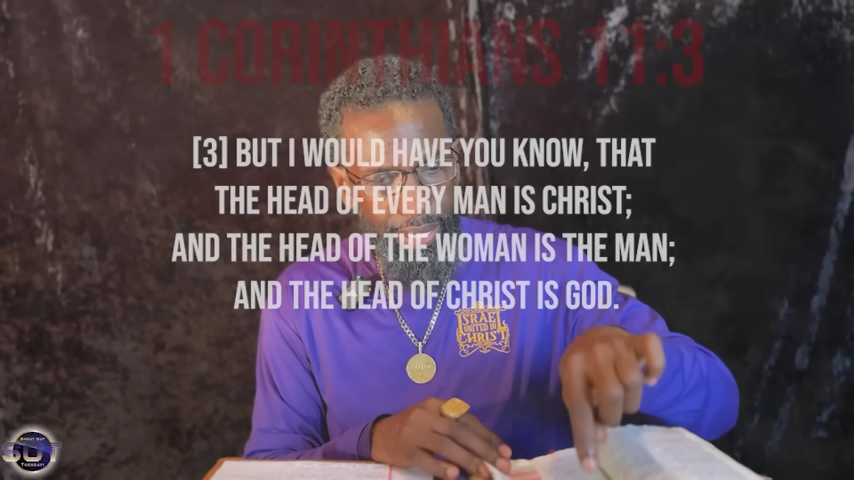 1 CORINTHIANS 11:3
[3] BUT I WOULD HAVE YOU KNOW, THAT
THE HEAD OF EVERY MAN IS CHRIST;
AND THE HEAD OF THE WOMAN IS THE MAN;
AND THE HEAD OF CHRIST IS GOD.
ISRAEL
UNITED IN
CHRIST